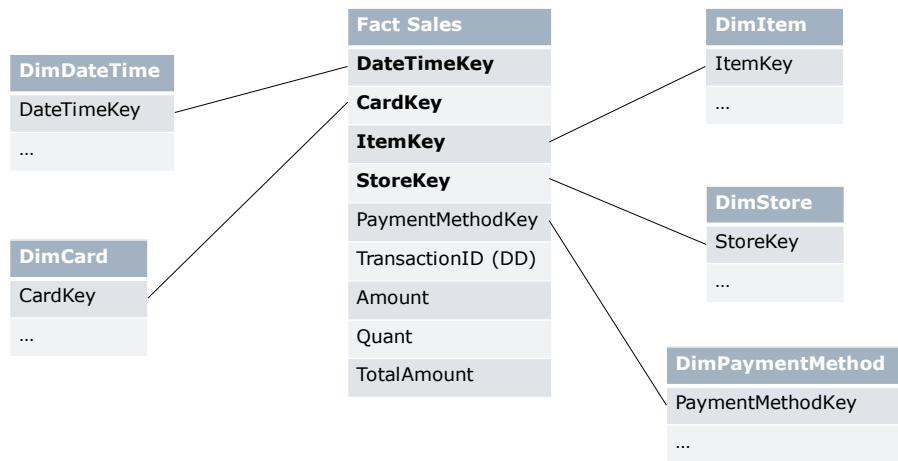 Fact Sales
DateTimeKey
CardKey
ItemKey
StoreKey
PaymentMethodKey
TransactionID (DD)
Amount
Quant
TotalAmount
DimDateTime
DateTimeKey
...
DimCard
CardKey
...
DimItem
ItemKey
...
DimStore
StoreKey
...
DimPaymentMethod
PaymentMethodKey
...